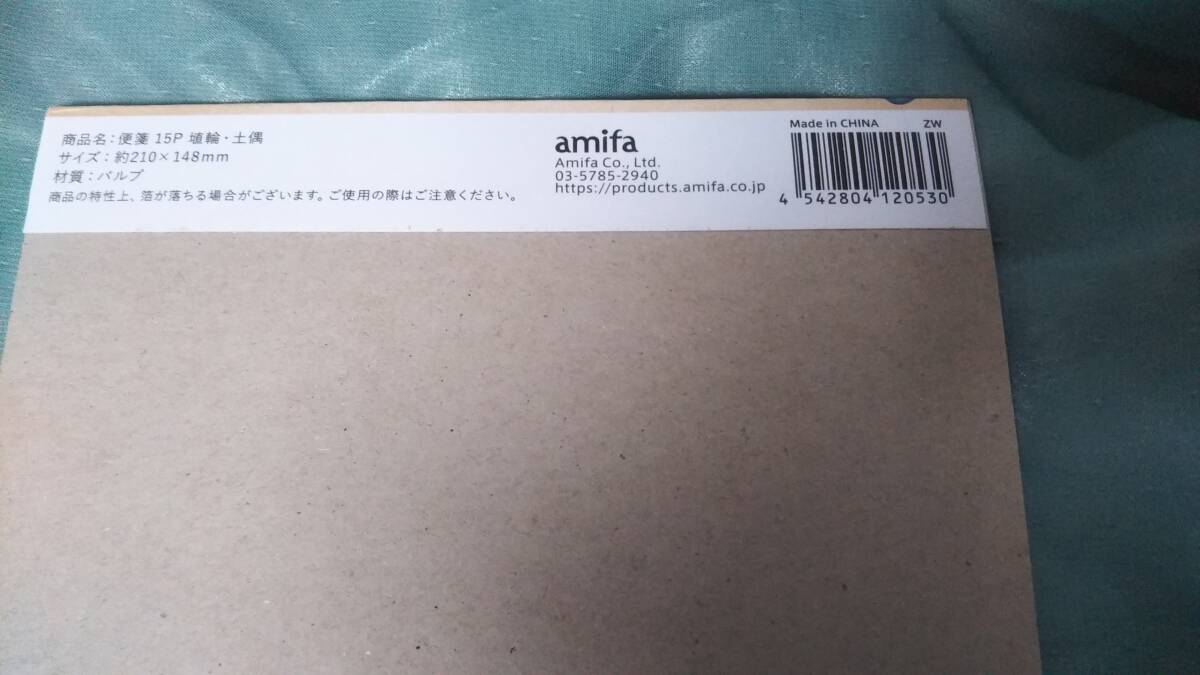 商品名：便箋 15P 埴輪・土偶
サイズ：約210×148mm
材質：パルプ
商品の特性上、箔が落ちる場合がございます。ご使用の際はご注意ください。
amifa
Amifa Co., Ltd.
03-5785-2940
https://products.amifa.co.jp
Made in CHINA ZW
4 542804 120530